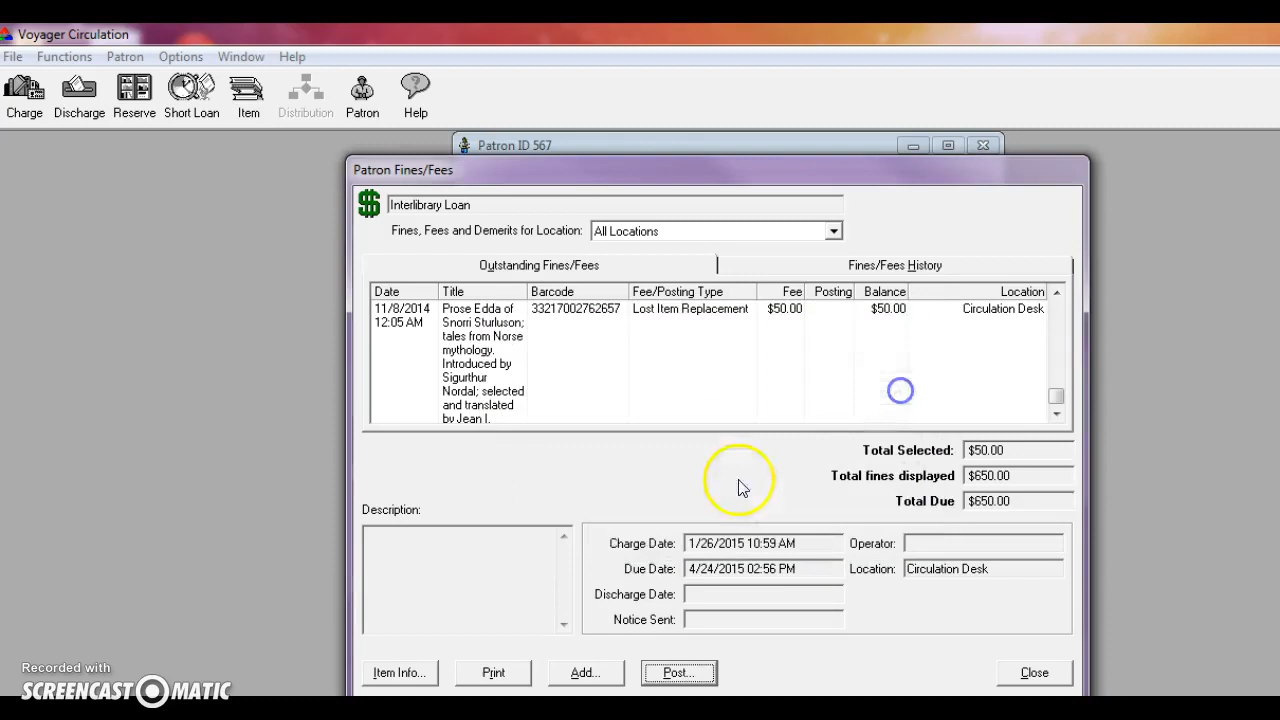 Voyager Circulation
File Functions Patron Options Window Help
Charge Discharge Reserve Short Loan Item Distribution Patron Help
Patron ID 567
Patron Fines/Fees
Interlibrary Loan
Fines, Fees and Demerits for Location: All Locations
Outstanding Fines/Fees Fines/Fees History
Date Title Barcode Fee/Posting Type Fee Posting Balance Location
11/8/2014 Prose Edda of 33217002762657 Lost Item Replacement $50.00 $50.00 Circulation Desk
12:05 AM Snorri Sturluson;
tales from Norse
mythology.
Introduced by
Sigurthur
Nordal; selected
and translated
by Jean I.
Total Selected: $50.00
Total fines displayed $650.00
Total Due $650.00
Description:
Charge Date: 1/26/2015 10:59 AM Operator:
Due Date: 4/24/2015 02:56 PM Location: Circulation Desk
Discharge Date:
Notice Sent:
Item Info... Print Add... Post... Close
Recorded with
SCREENCAST-O-MATIC